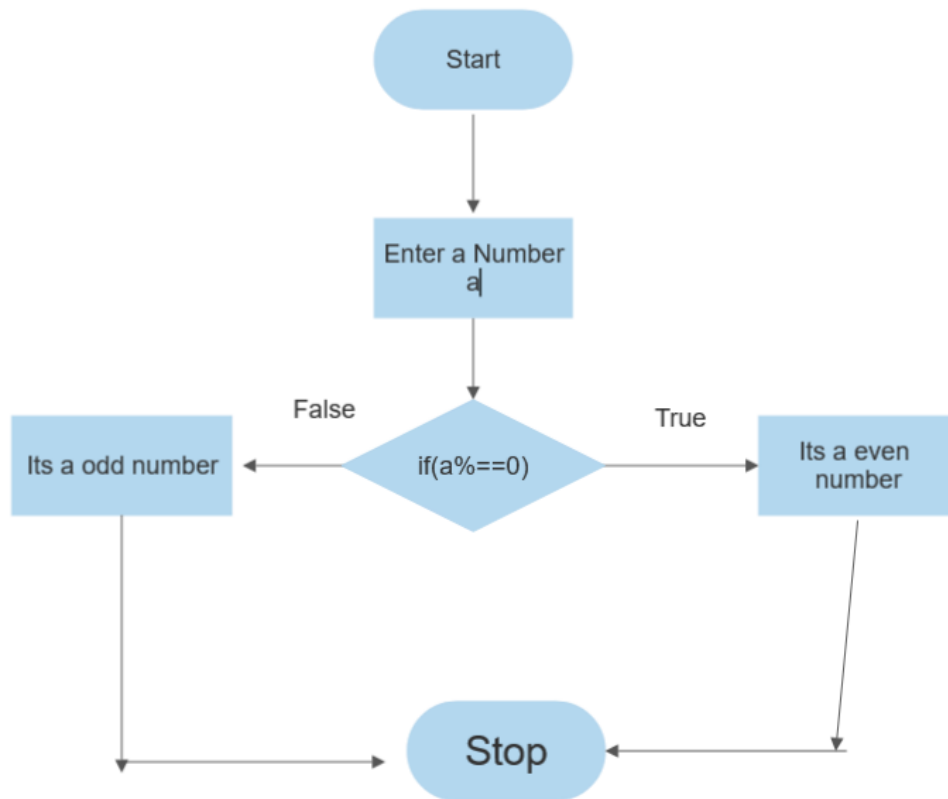 Start
Enter a Number
a
False
True
Its a odd number
if(a%==0)
Its a even
number
Stop